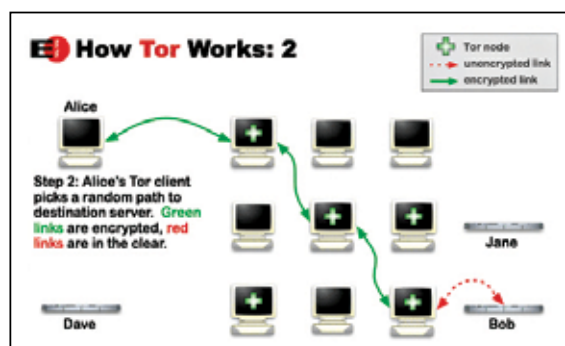 How Tor Works: 2
Tor node
unencrypted link
encrypted link
Alice
Step 2: Alice's Tor client
picks a random path to
destination server. Green
links are encrypted, red
links are in the clear.
Jane
Dave
Bob